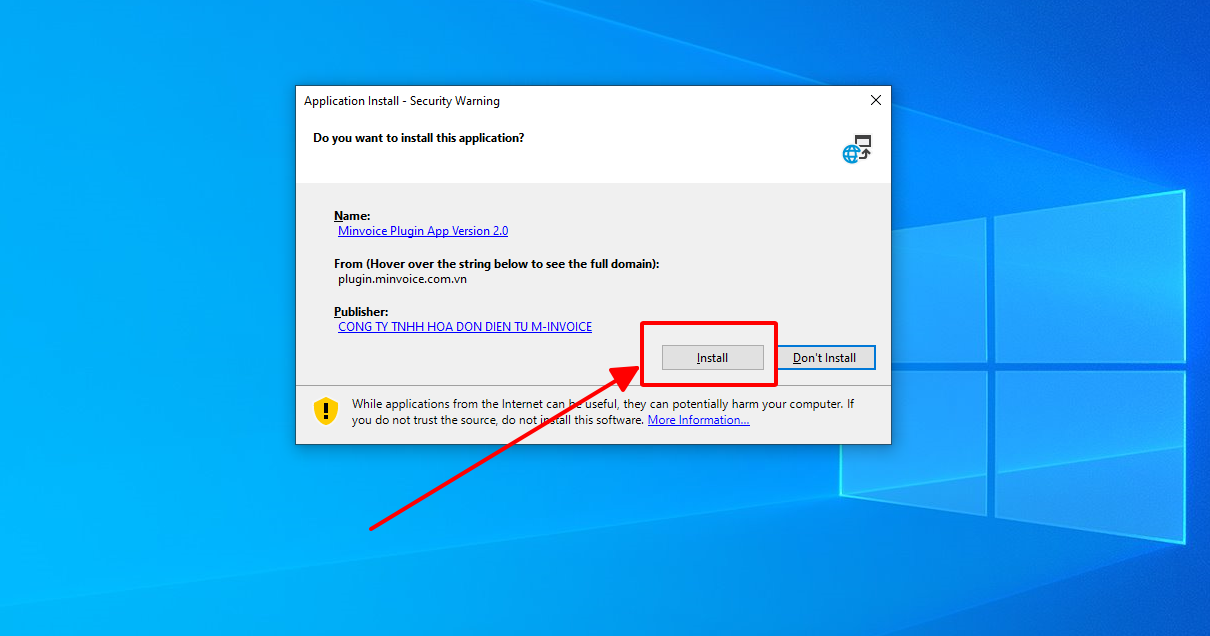 Application Install - Security Warning
Do you want to install this application?
Name:
Minvoice Plugin App Version 2.0
From (Hover over the string below to see the full domain):
plugin.minvoice.com.vn
Publisher:
CONG TY TNHH HOA DON DIEN TU M-INVOICE
Install
Don't Install
While applications from the Internet can be useful, they can potentially harm your computer. If
you do not trust the source, do not install this software. More Information...